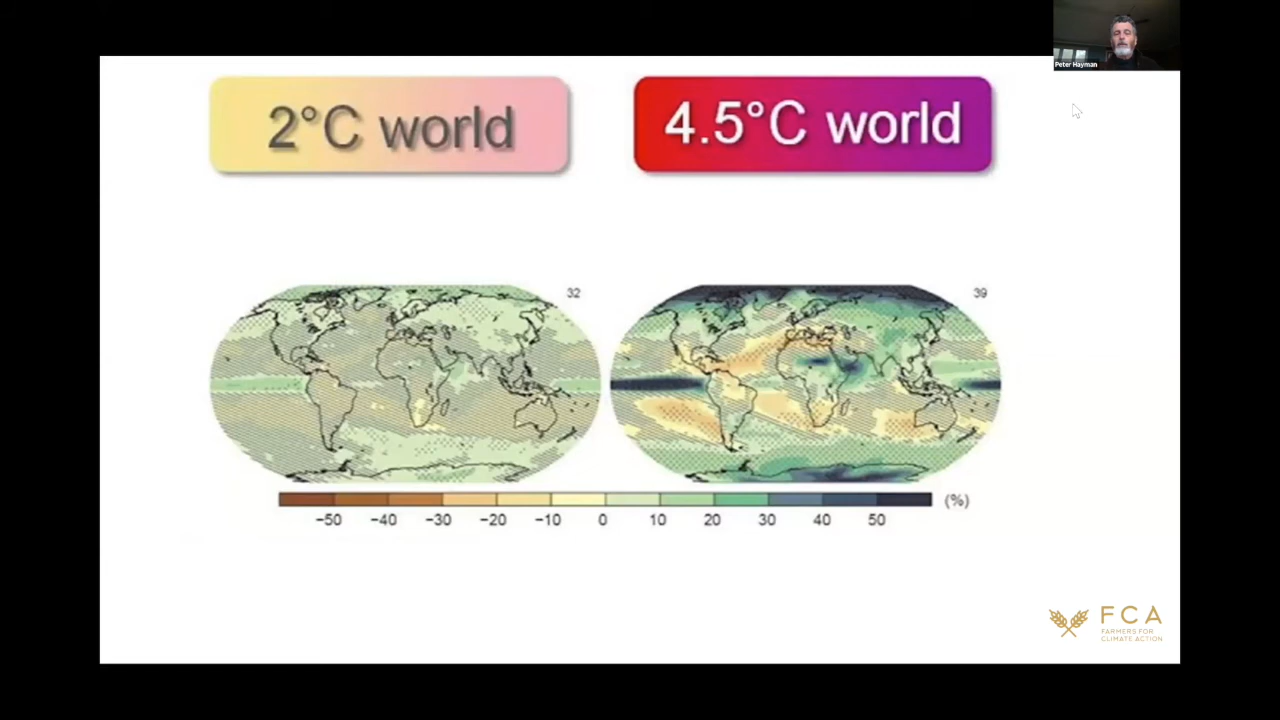 Peter Hayman
2°C world
4.5°C world
32
39
−50 −40 −30 −20 −10 0 10 20 30 40 50 (%)
FCA
FARMERS FOR
CLIMATE ACTION